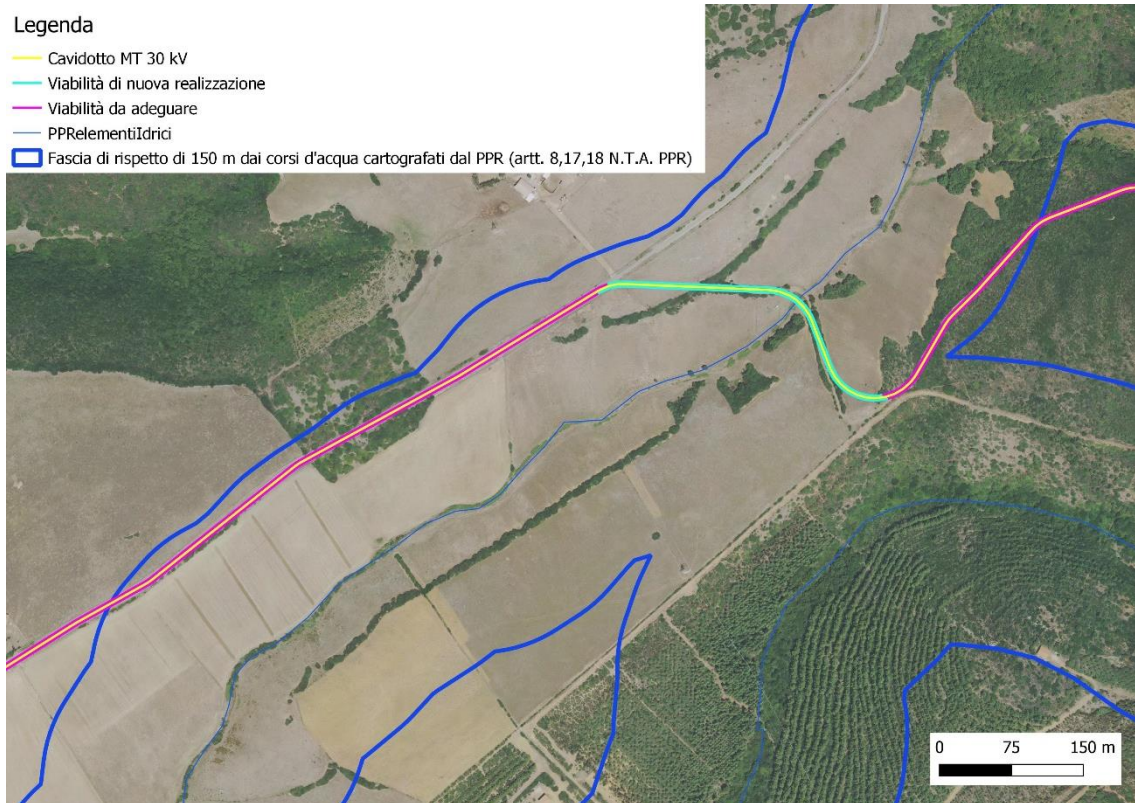 Legenda
Cavidotto MT 30 kV
Viabilità di nuova realizzazione
Viabilità da adeguare
PPRelementiIdrici
Fascia di rispetto di 150 m dai corsi d'acqua cartografati dal PPR (artt. 8,17,18 N.T.A. PPR)
0 75 150 m